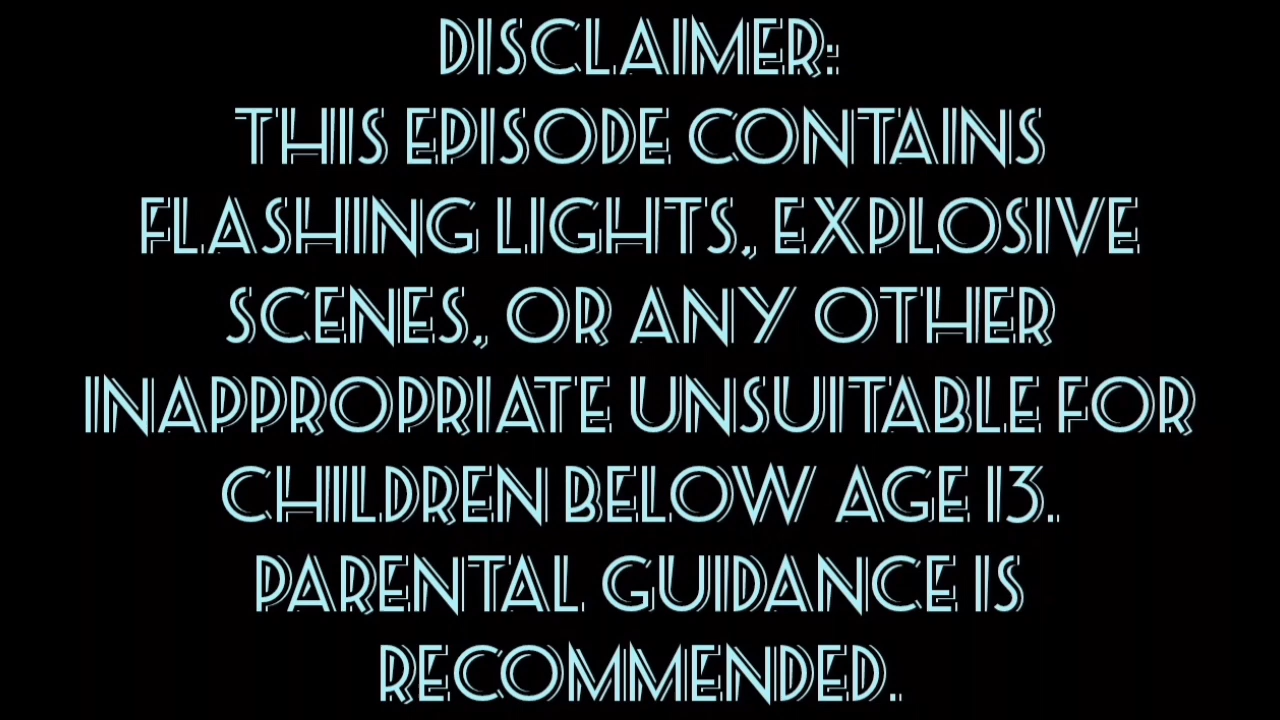 DISCLAIMER:
THIS EPISODE CONTAINS
FLASHING LIGHTS, EXPLOSIVE
SCENES, OR ANY OTHER
INAPPROPRIATE UNSUITABLE FOR
CHILDREN BELOW AGE 13.
PARENTAL GUIDANCE IS
RECOMMENDED.